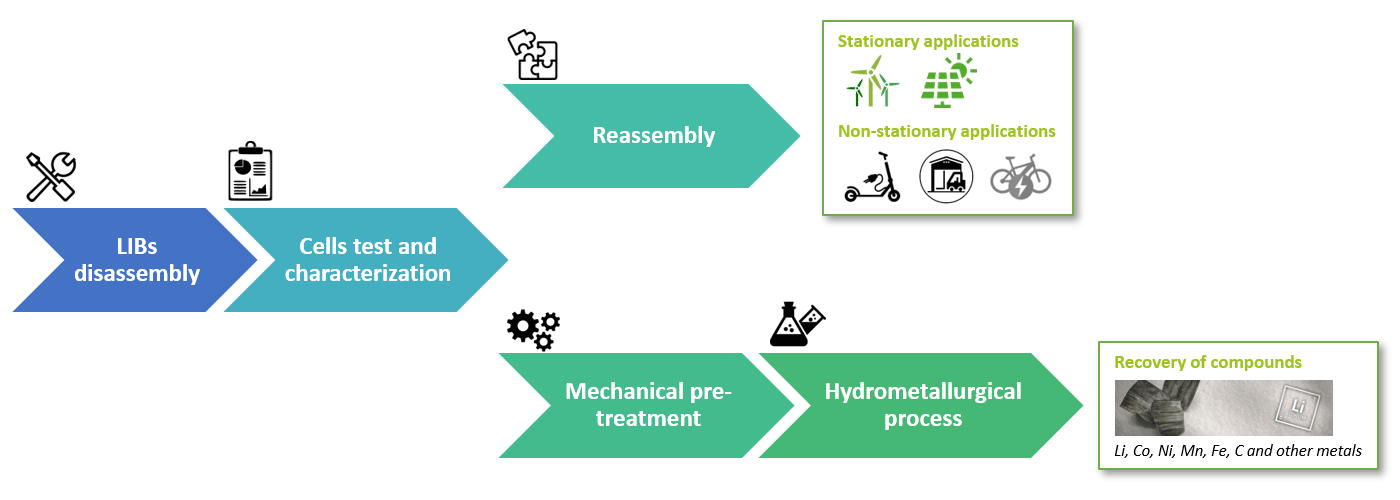 Stationary applications
Reassembly
Non-stationary applications
LIBs
disassembly
Cells test and
characterization
Mechanical pre-
treatment
Hydrometallurgical
process
Recovery of compounds
Li
Li, Co, Ni, Mn, Fe, C and other metals